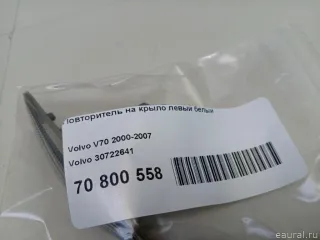 Повторитель на крыло левый белый
Volvo V70 2000-2007
Volvo 30722641
70 800 558
© eaural.ru